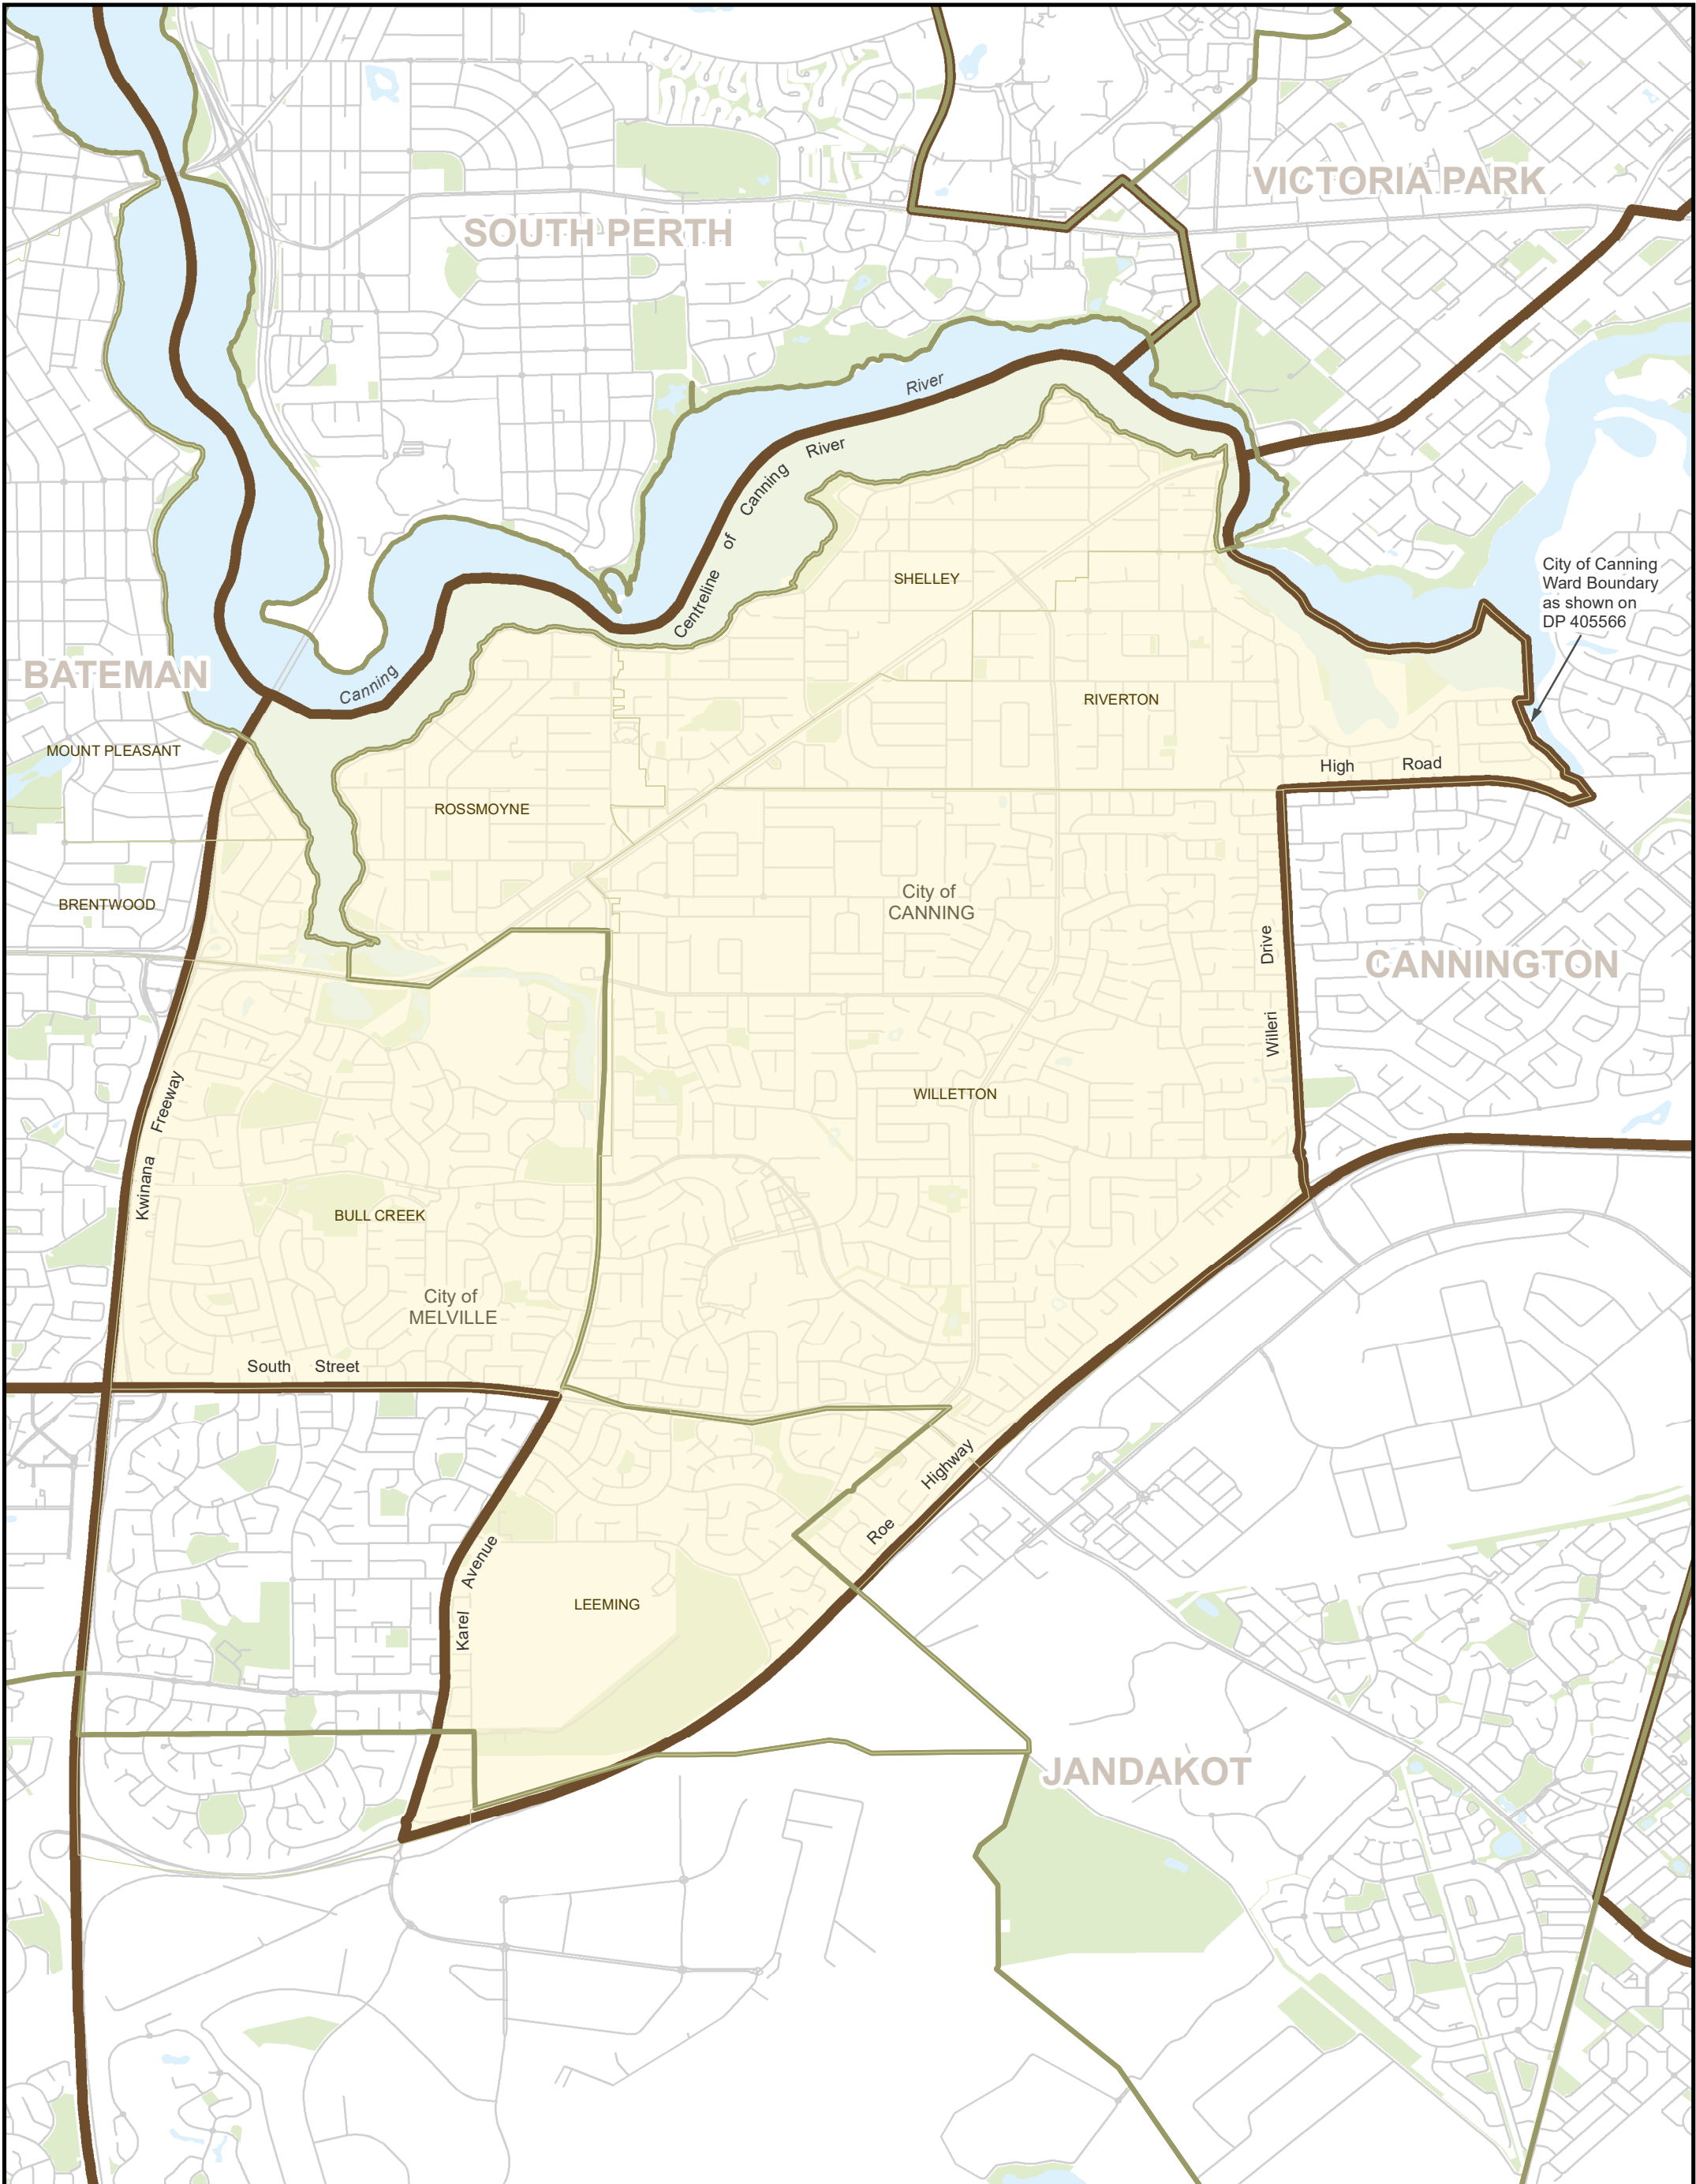 VICTORIA PARK
SOUTH PERTH
River
Centreline of Canning River
City of Canning
Ward Boundary
as shown on
DP 405566
SHELLEY
BATEMAN
Canning
RIVERTON
MOUNT PLEASANT
High Road
ROSSMOYNE
City of
CANNING
BRENTWOOD
CANNINGTON
Willeri Drive
Kwinana Freeway
WILLETTON
BULL CREEK
City of
MELVILLE
South Street
Roe Highway
Karel Avenue
LEEMING
JANDAKOT